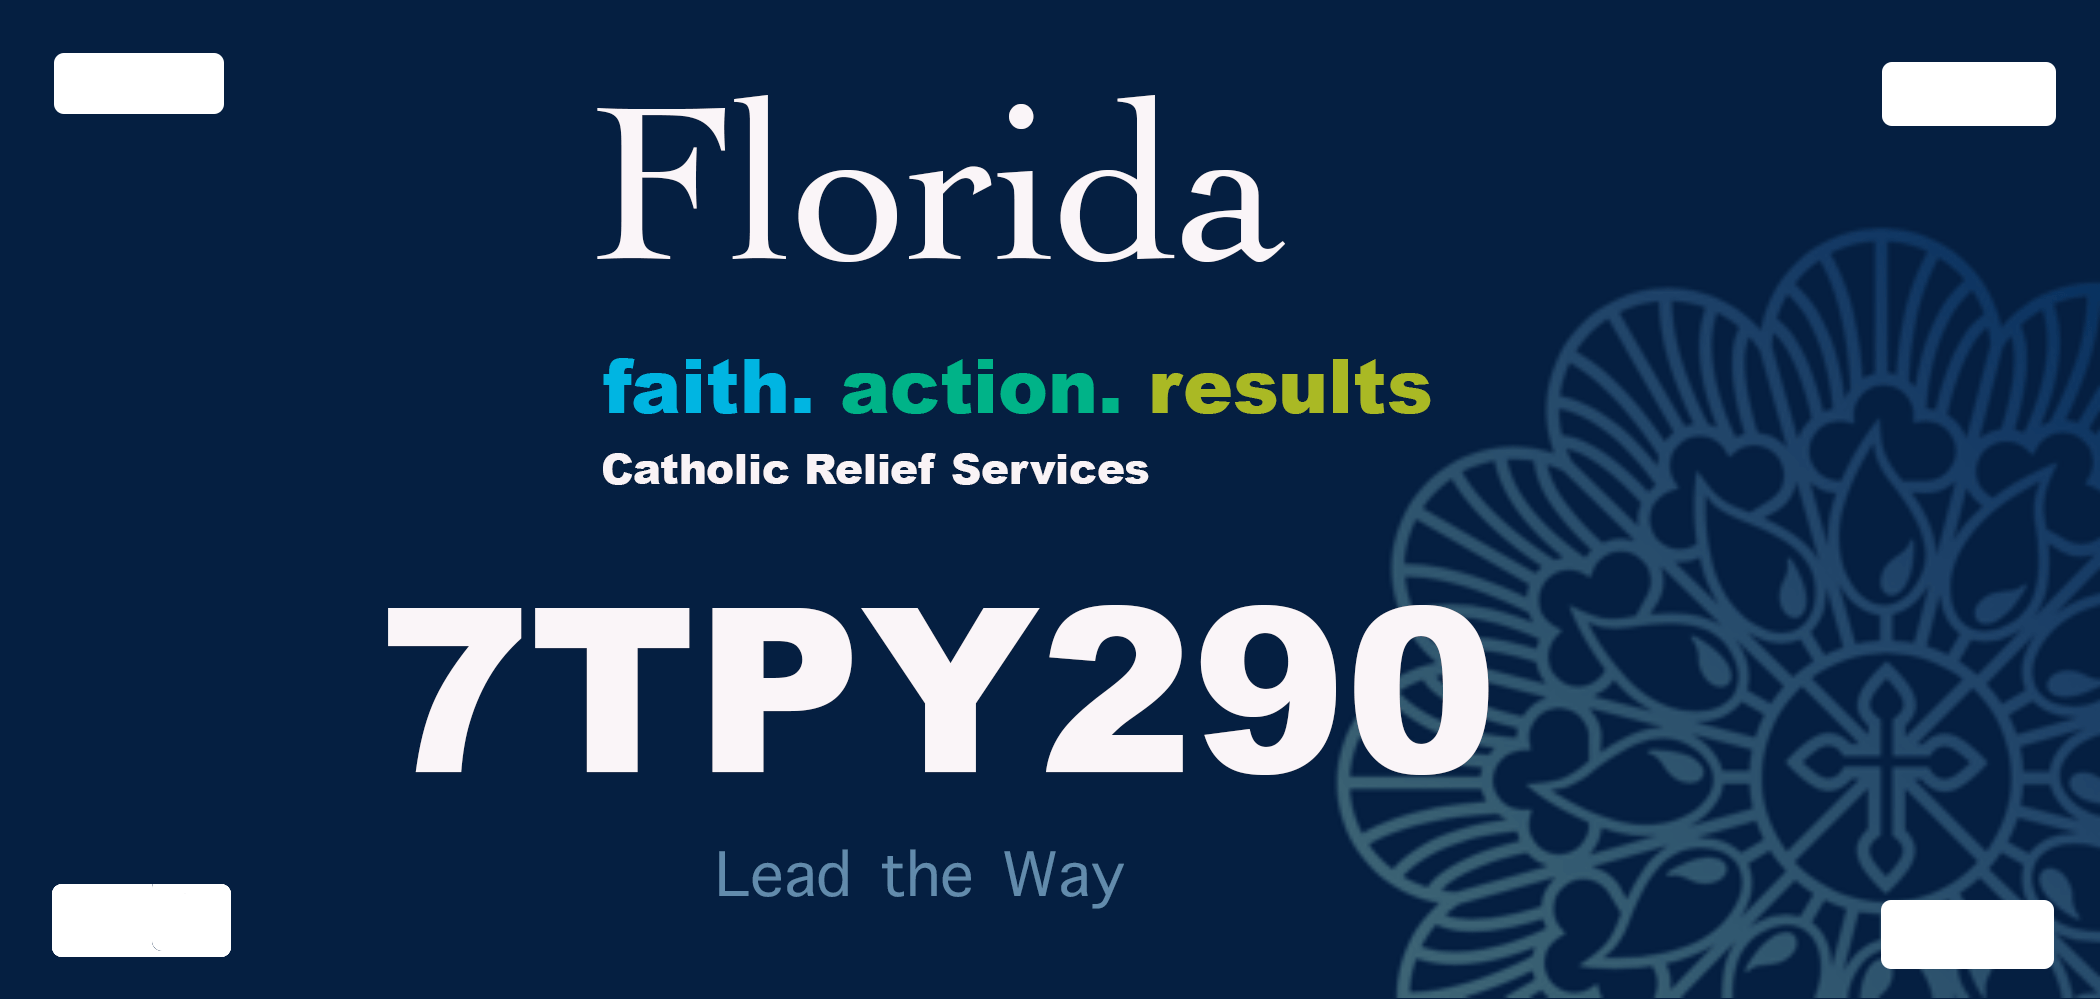 Florida
faith. action. results
Catholic Relief Services
7TPY290
Lead the Way